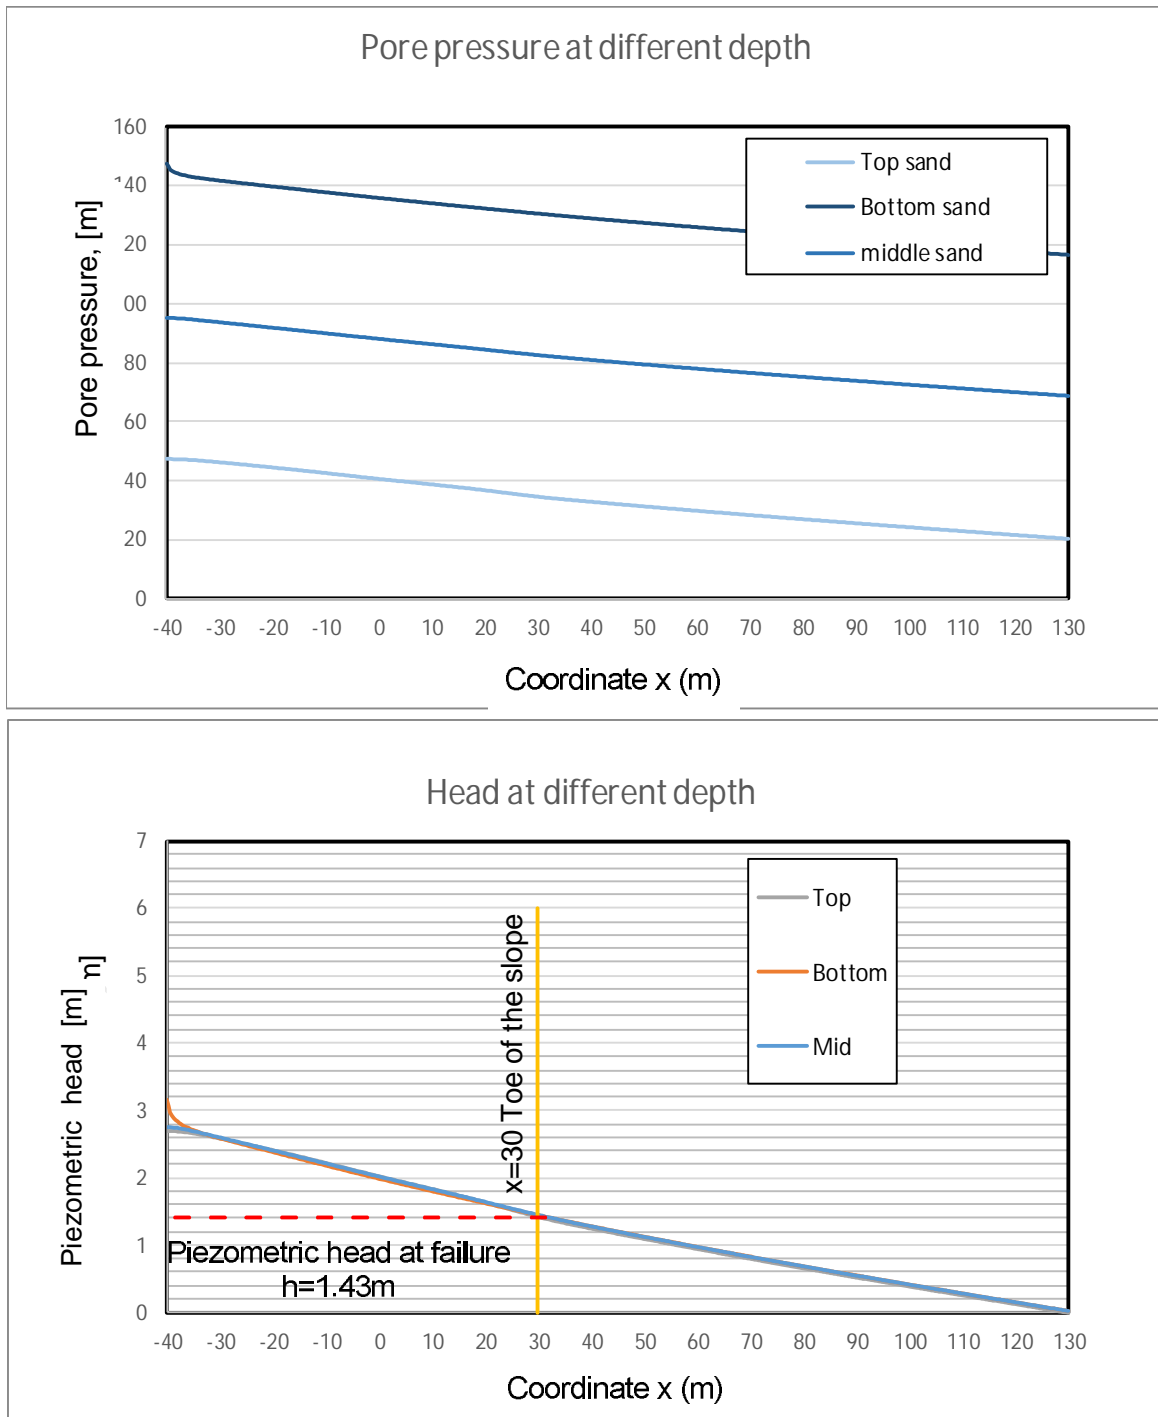 Pore pressure at different depth
160
140
20
00
80
60
40
20
0
Pore pressure, [m]
Top sand
Bottom sand
middle sand
-40 -30 -20 -10 0 10 20 30 40 50 60 70 80 90 100 110 120 130
Coordinate x (m)
Head at different depth
7
6
5
4
3
2
1
0
Piezometric head [m]
x=30 Toe of the slope
Top
Bottom
Mid
Piezometric head at failure
h=1.43m
-40 -30 -20 -10 0 10 20 30 40 50 60 70 80 90 100 110 120 130
Coordinate x (m)